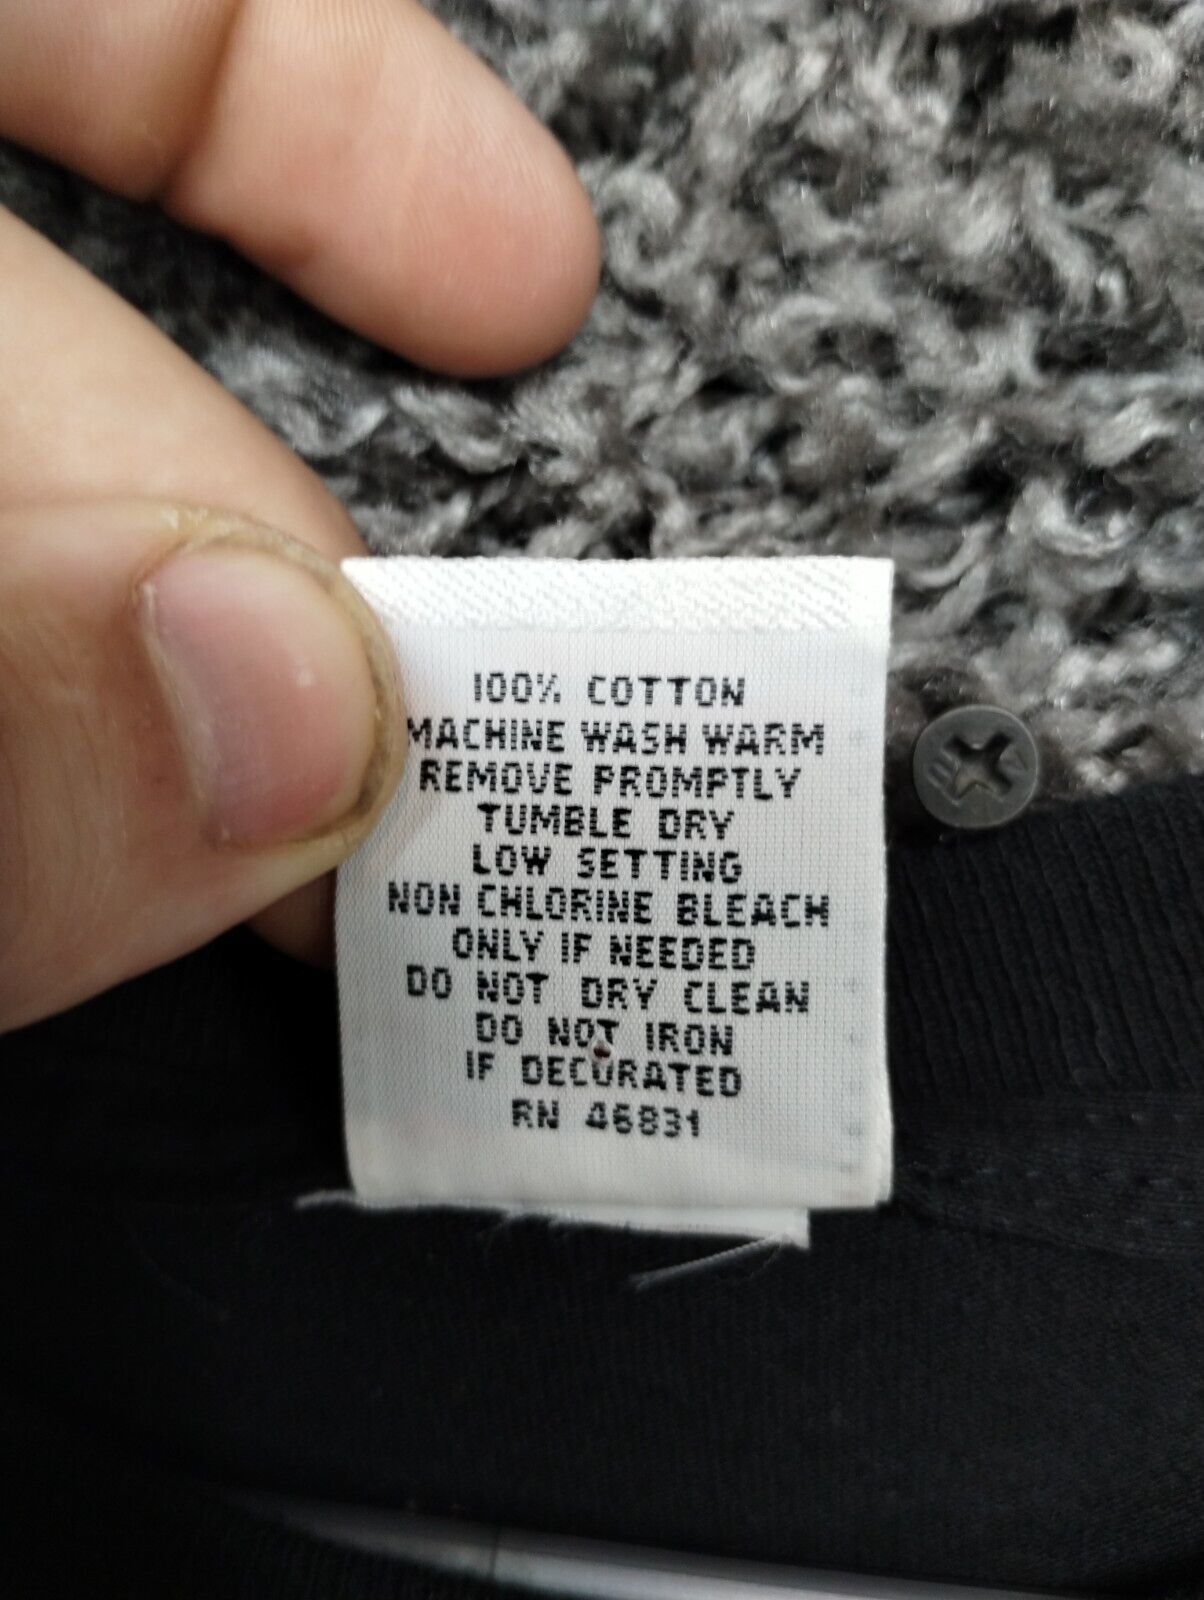 100% COTTON
MACHINE WASH WARM
REMOVE PROMPTLY
TUMBLE DRY
LOW SETTING
NON CHLORINE BLEACH
ONLY IF NEEDED
DO NOT DRY CLEAN
DO NOT IRON
IF DECORATED
RN 46831